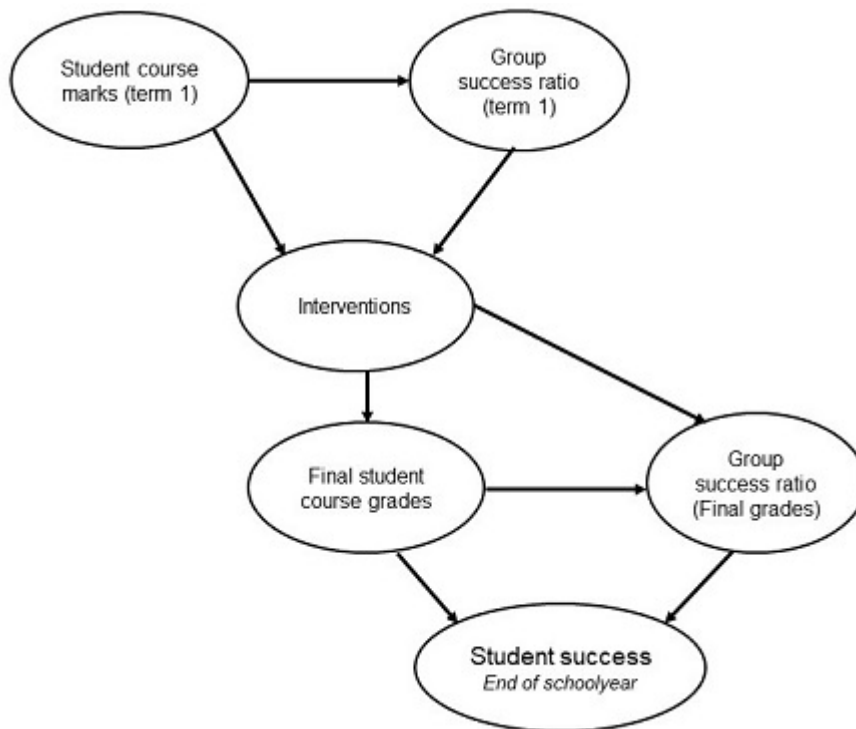 Student course
marks (term 1)
Group
success ratio
(term 1)
Interventions
Final student
course grades
Group
success ratio
(Final grades)
Student success
End of schoolyear